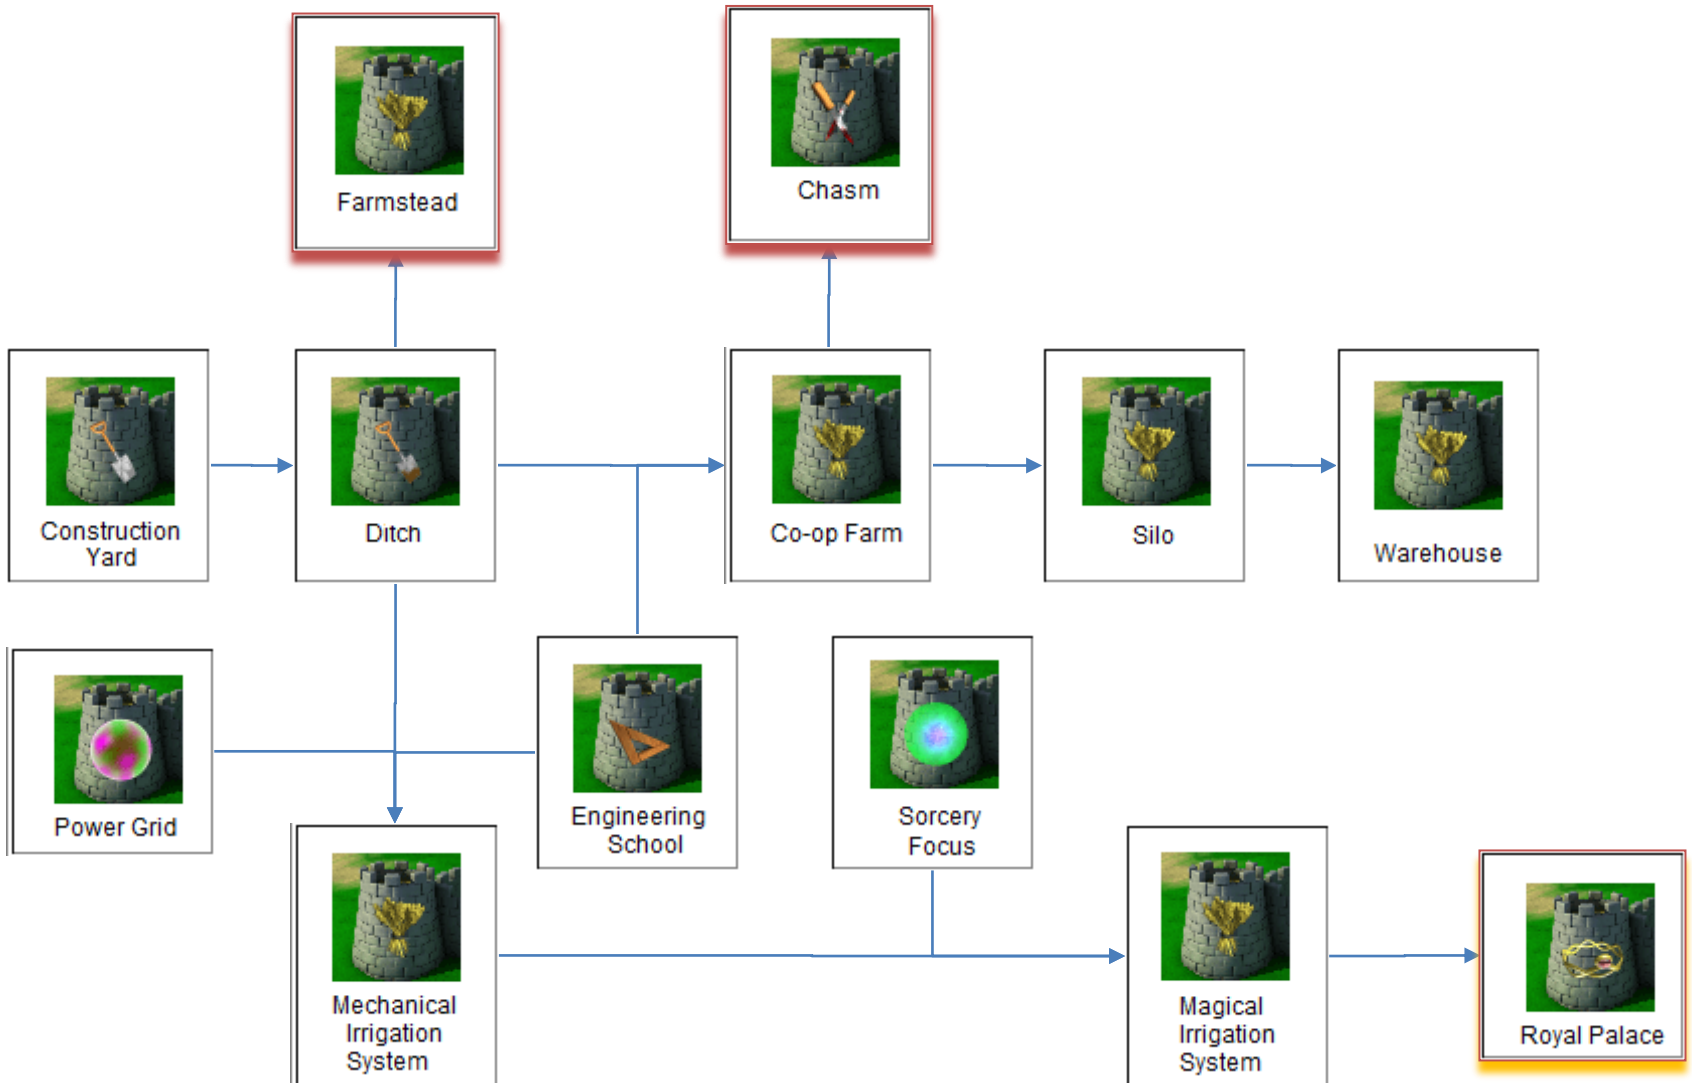 Farmstead
Chasm
Construction
Yard
Ditch
Co-op Farm
Silo
Warehouse
Power Grid
Engineering
School
Sorcery
Focus
Mechanical
Irrigation
System
Magical
Irrigation
System
Royal Palace